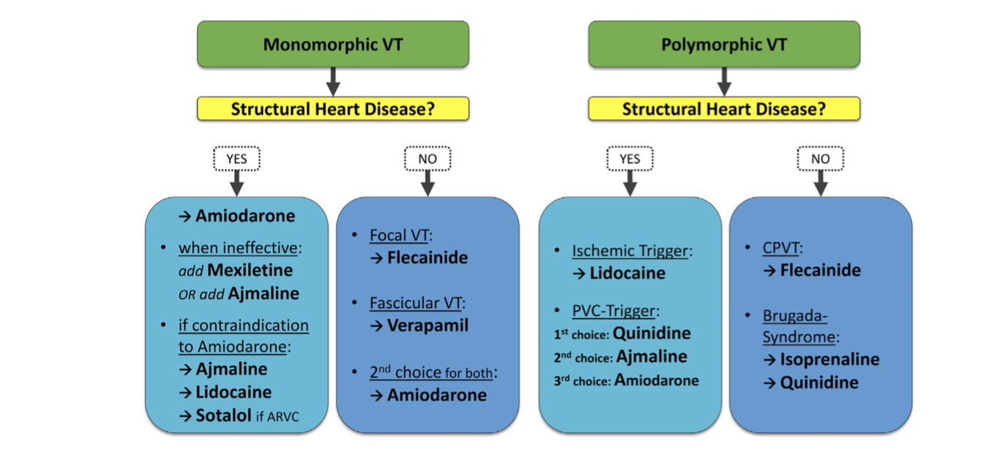 Monomorphic VT
Structural Heart Disease?
YES
→ Amiodarone
• when ineffective:
add Mexiletine
OR add Ajmaline
• if contraindication
to Amiodarone:
→ Ajmaline
→ Lidocaine
→ Sotalol if ARVC
NO
• Focal VT:
→ Flecainide
• Fascicular VT:
→ Verapamil
• 2nd choice for both:
→ Amiodarone
Polymorphic VT
Structural Heart Disease?
YES
• Ischemic Trigger:
→ Lidocaine
• PVC-Trigger:
1st choice: Quinidine
2nd choice: Ajmaline
3rd choice: Amiodarone
NO
• CPVT:
→ Flecainide
• Brugada-
Syndrome:
→ Isoprenaline
→ Quinidine